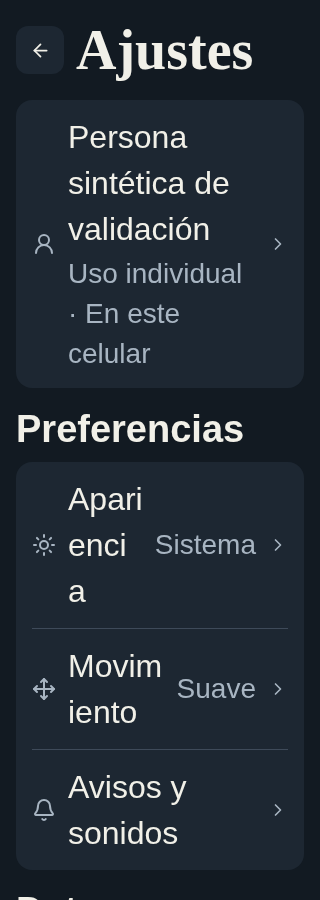 Ajustes
Persona
sintética de
validación
Uso individual
· En este
celular
Preferencias
Apari
enci
a
Sistema
Movim
iento
Suave
Avisos y
sonidos